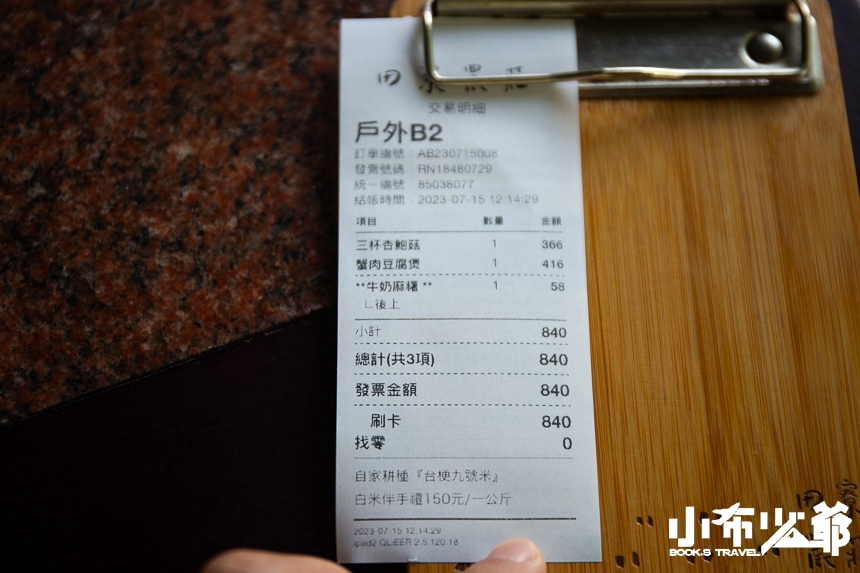 田
交易明細
戶外B2
訂單編號：AB230715008
發票號碼：RN18480729
統一編號：85038077
結帳時間：2023-07-15 12:14:29
項目 數量 金額
三杯杏鮑菇 1 366
蟹肉豆腐煲 1 416
**牛奶麻糬 ** 1 58
∟後上
小計 840
總計(共3項) 840
發票金額 840
刷卡 840
找零 0
自家耕種『台梗九號米』
白米伴手禮150元/一公斤
2023-07-15 12:14:29
ipad2 QLiEER 2.5.120.18
小布少爺
BOOK.S TRAVEL